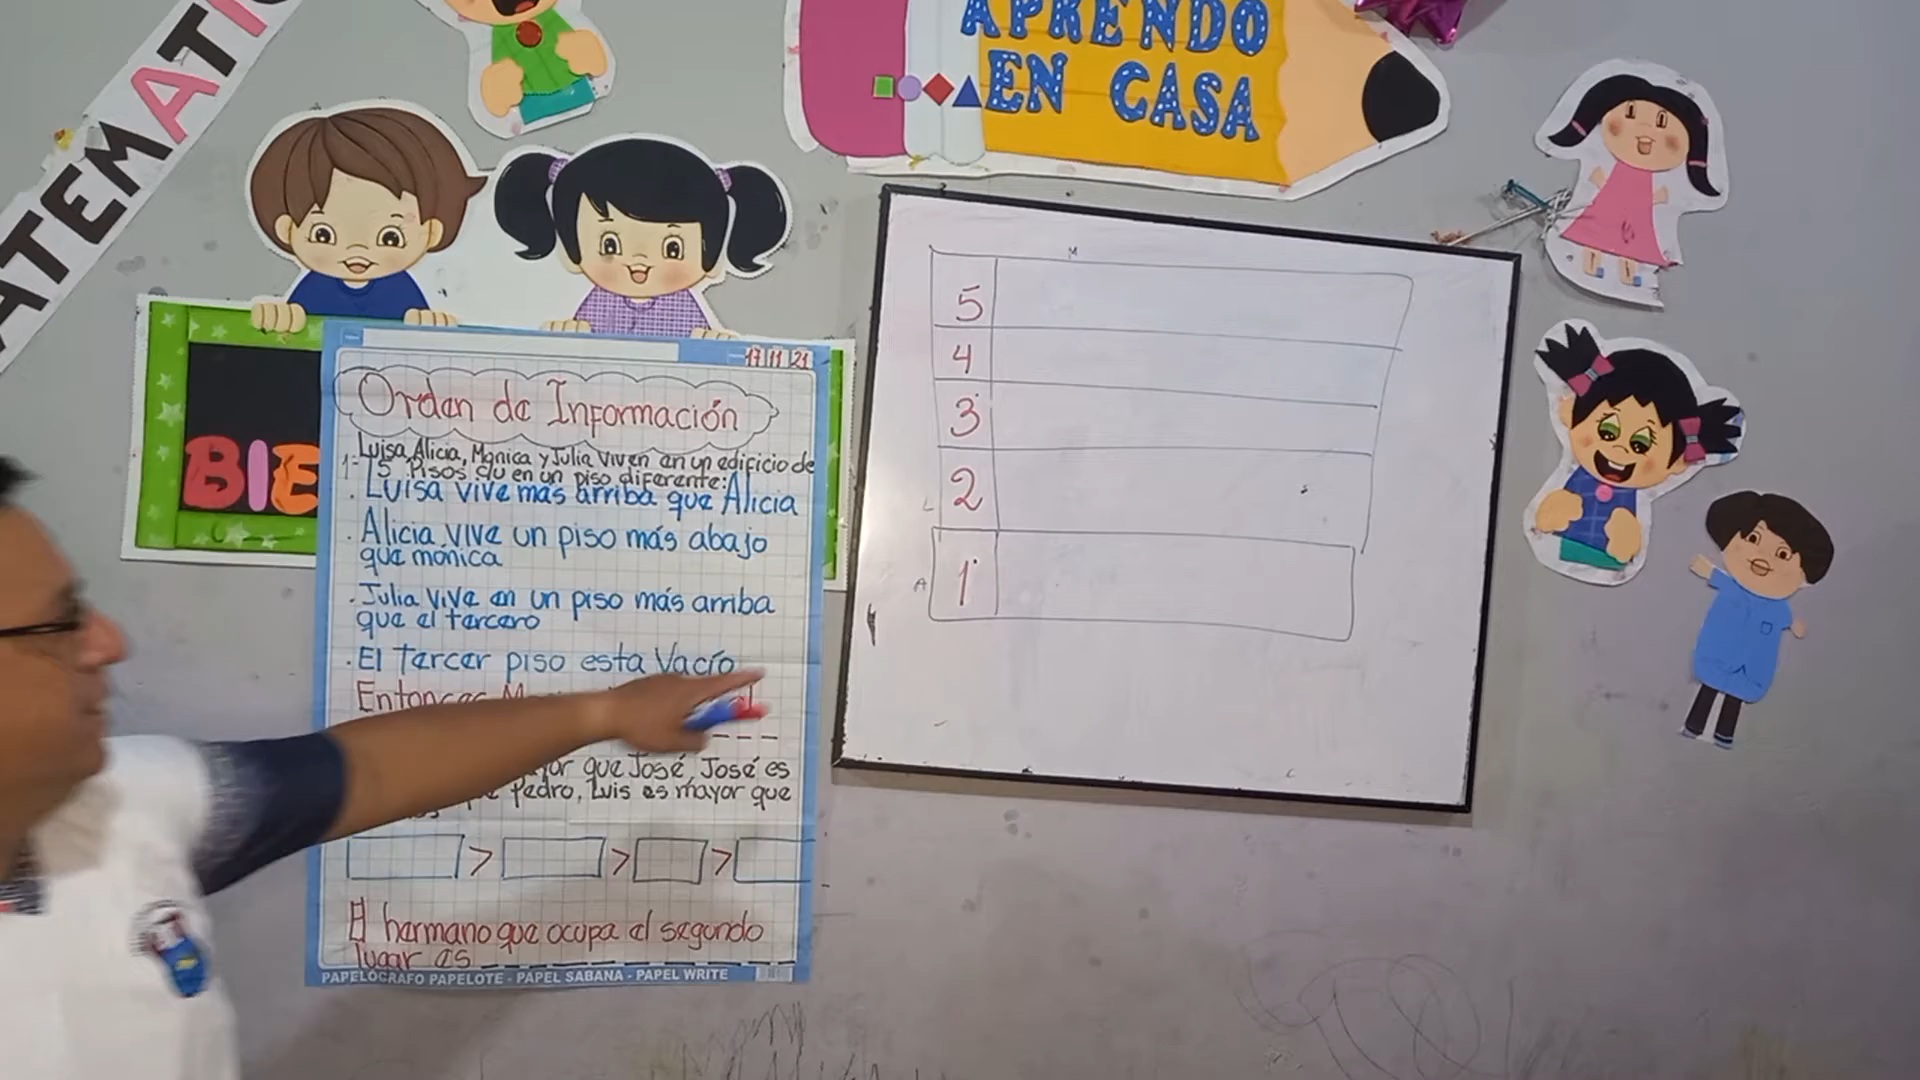 MATEMATI
APRENDO
EN CASA
BIE
17 11 21
Orden de Información
1- Luisa, Alicia, Monica y Julia viven en un edificio de
5 Pisos c/u en un piso diferente:
. Luisa vive mas arriba que Alicia
. Alicia vive un piso más abajo
que monica
. Julia vive en un piso más arriba
que el tercero
. El tercer piso esta Vacío
Entonces
que José, José es
Pedro, Luis es mayor que
> > >
El hermano que ocupa el segundo
lugar es
PAPELOGRAFO PAPELOTE - PAPEL SABANA - PAPEL WRITE
M
5
4
3
L 2
A 1